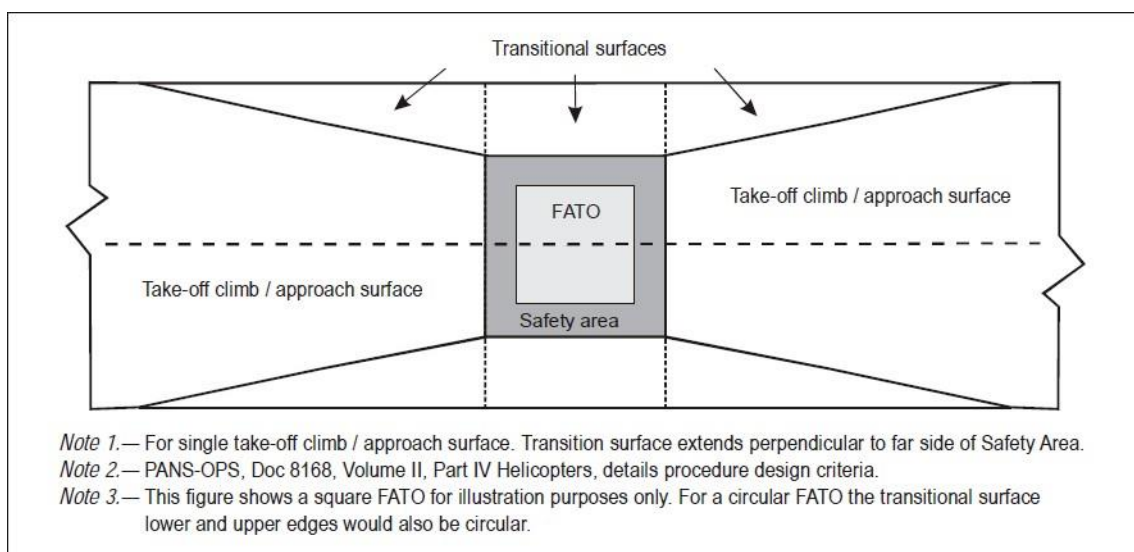 Transitional surfaces
Take-off climb / approach surface
FATO
Take-off climb / approach surface
Safety area
Note 1.— For single take-off climb / approach surface. Transition surface extends perpendicular to far side of Safety Area.
Note 2.— PANS-OPS, Doc 8168, Volume II, Part IV Helicopters, details procedure design criteria.
Note 3.— This figure shows a square FATO for illustration purposes only. For a circular FATO the transitional surface
lower and upper edges would also be circular.